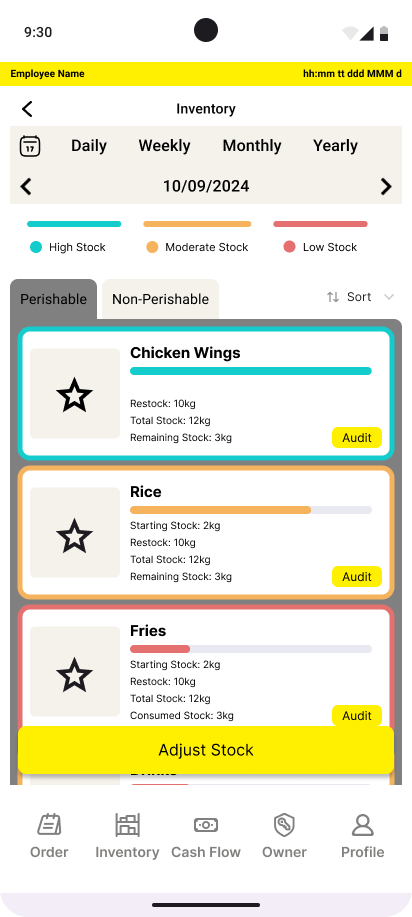 9:30
Employee Name
hh:mm tt ddd MMM d
Inventory
17
Daily
Weekly
Monthly
Yearly
10/09/2024
High Stock
Moderate Stock
Low Stock
Perishable
Non-Perishable
Sort
Chicken Wings
Restock: 10kg
Total Stock: 12kg
Remaining Stock: 3kg
Audit
Rice
Starting Stock: 2kg
Restock: 10kg
Total Stock: 12kg
Remaining Stock: 3kg
Audit
Fries
Starting Stock: 2kg
Restock: 10kg
Total Stock: 12kg
Consumed Stock: 3kg
Audit
Adjust Stock
Order
Inventory
Cash Flow
Owner
Profile